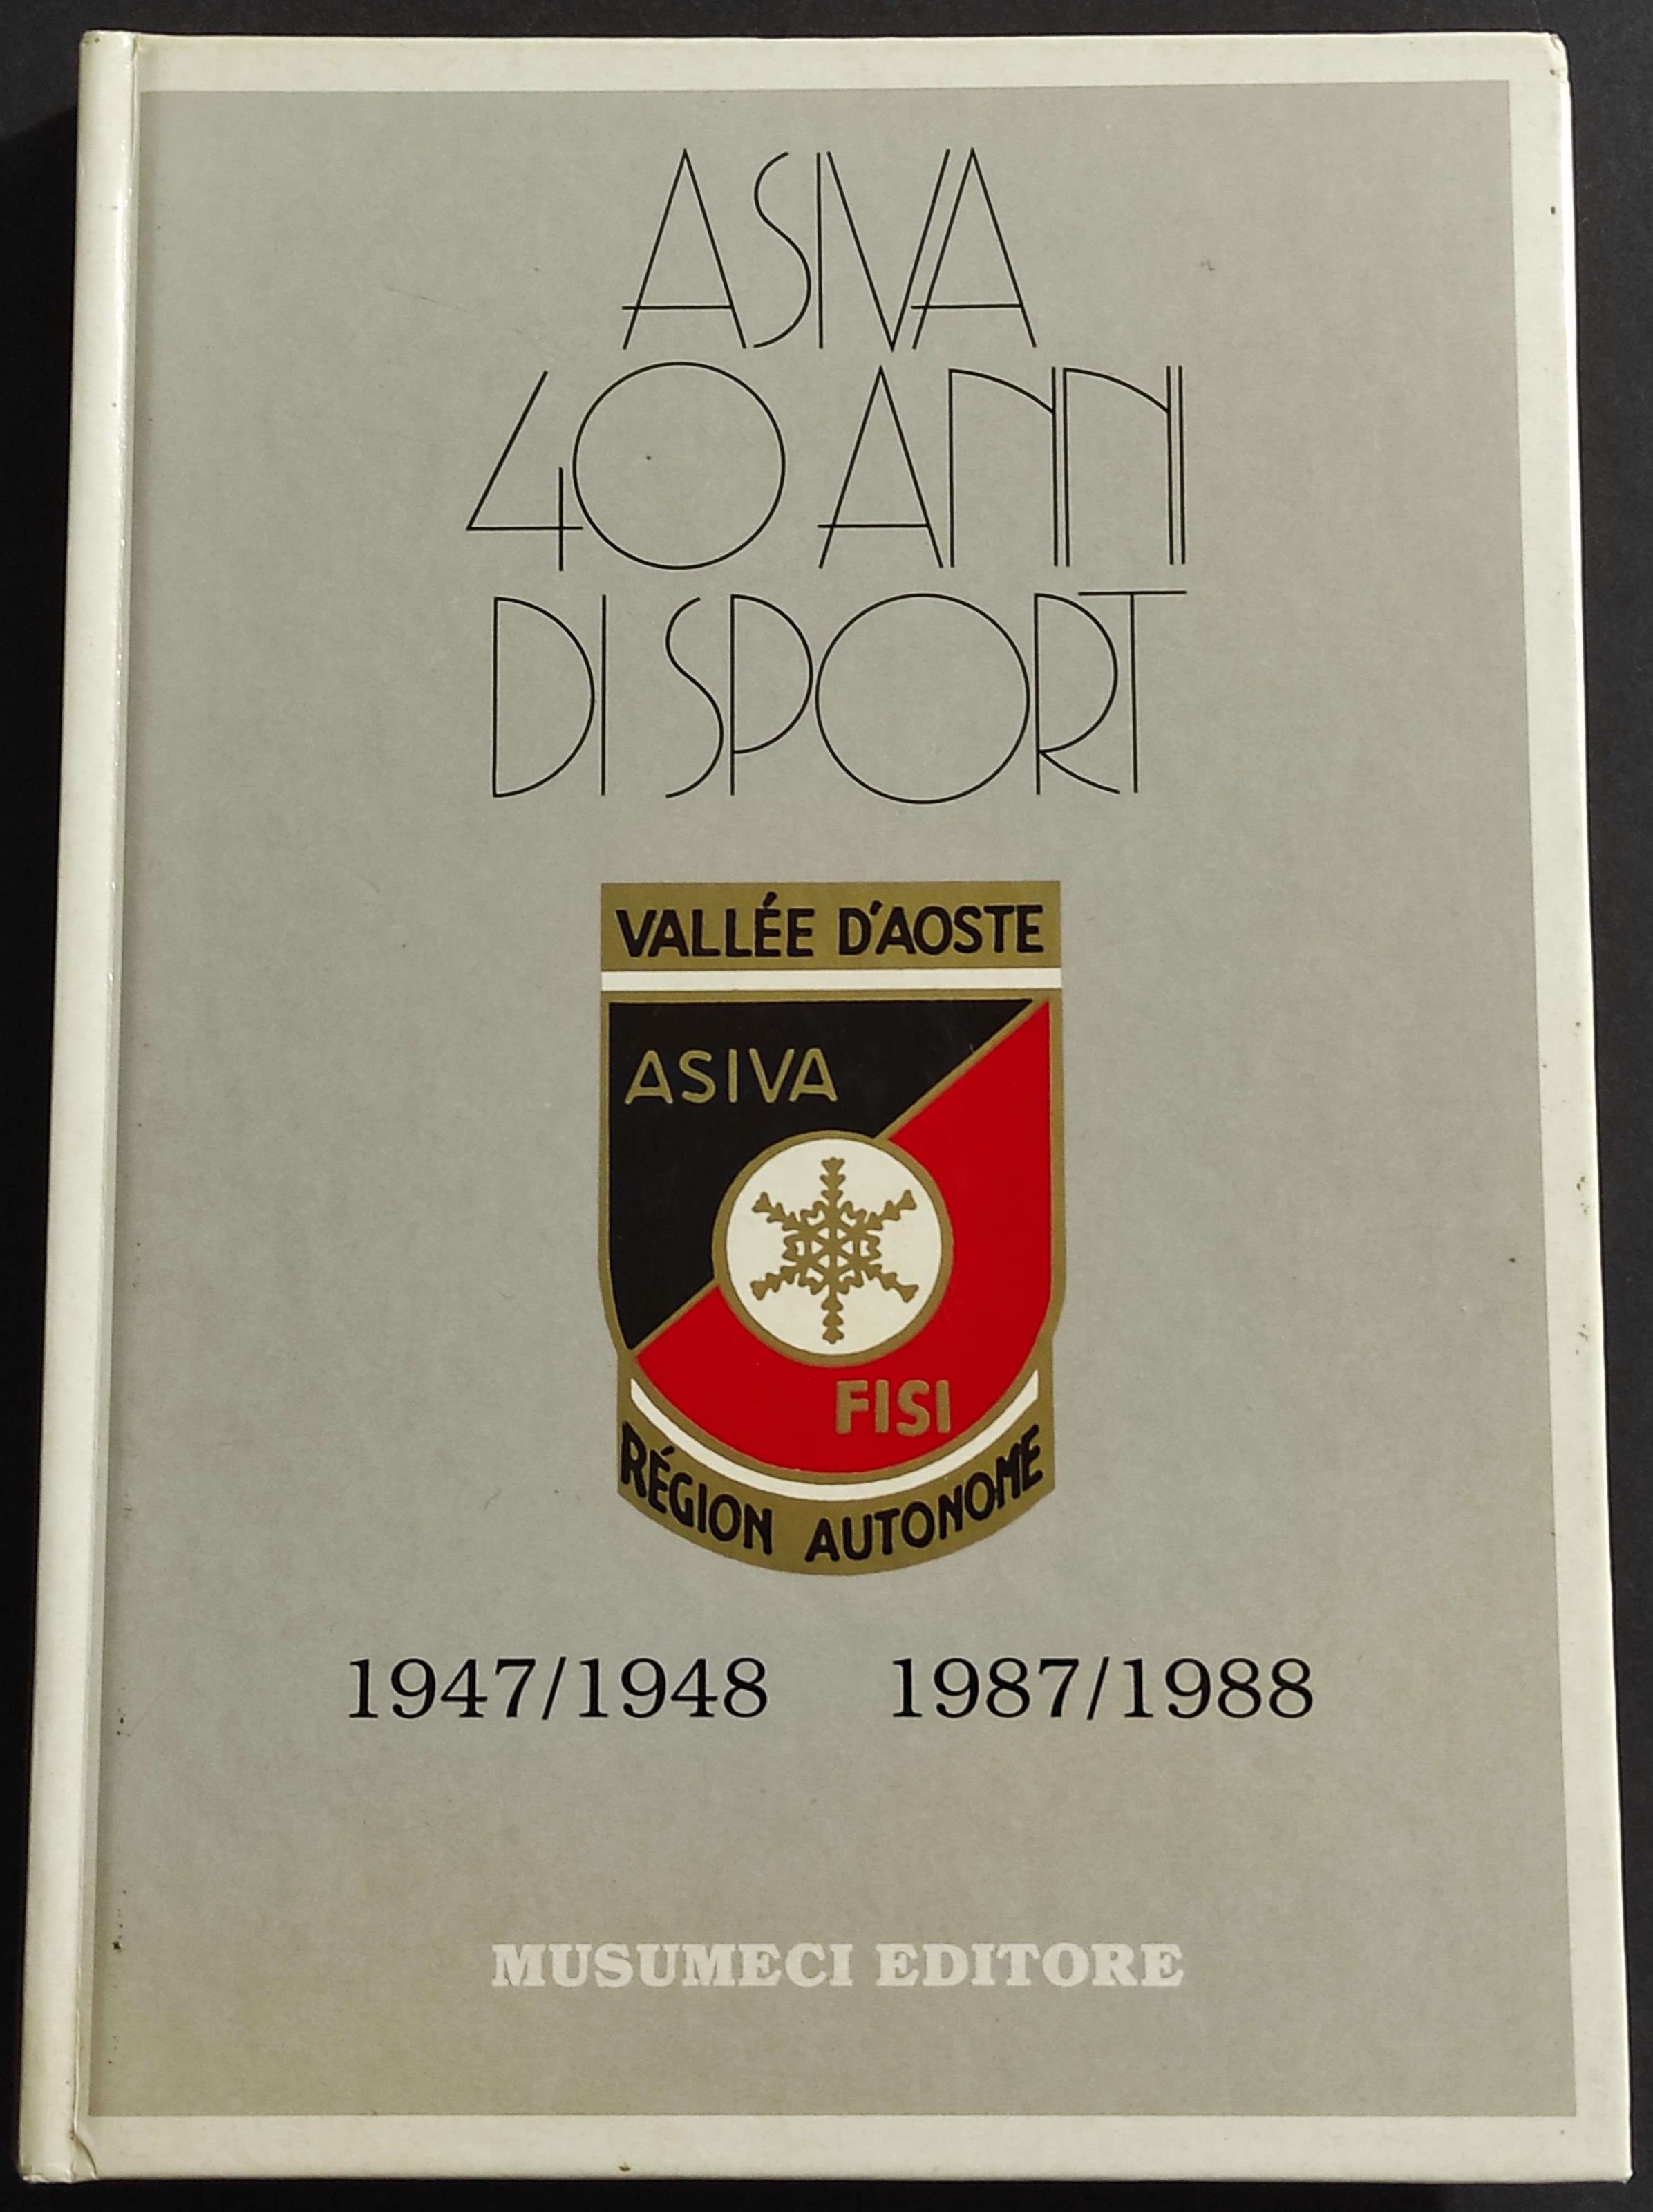 ASIVA
40 ANNI
DI SPORT
VALLÉE D'AOSTE
ASIVA
FISI
RÉGION AUTONOME
1947/1948 1987/1988
MUSUMECI EDITORE